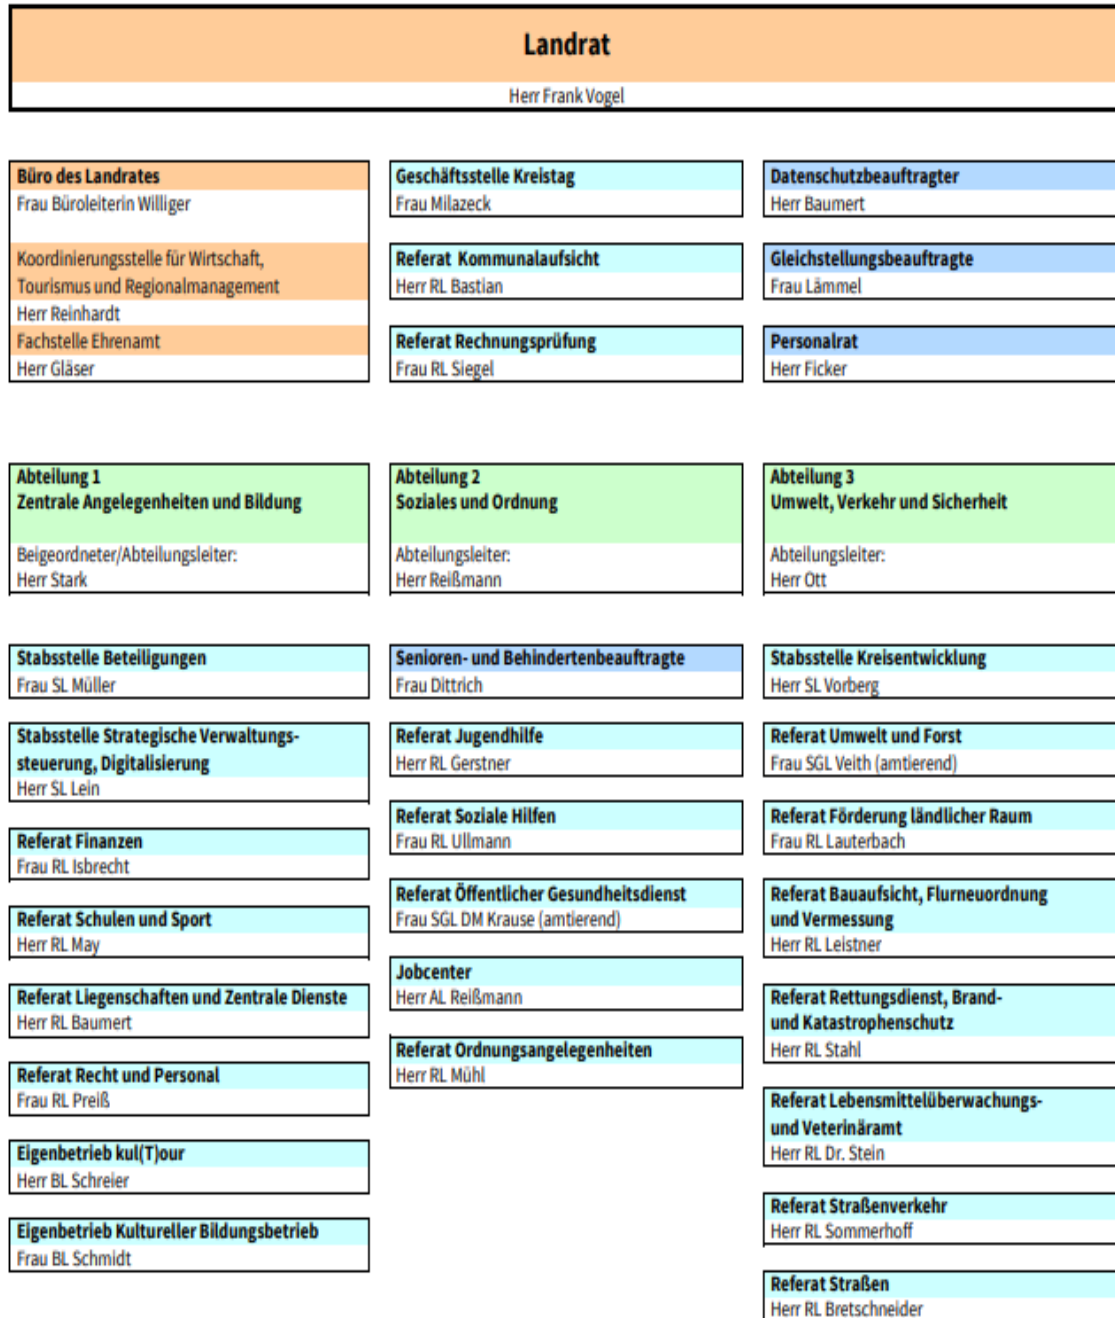 Landrat
Herr Frank Vogel
Büro des Landrates
Frau Büroleiterin Williger
Koordinierungsstelle für Wirtschaft,
Tourismus und Regionalmanagement
Herr Reinhardt
Fachstelle Ehrenamt
Herr Gläser
Geschäftsstelle Kreistag
Frau Milazeck
Referat Kommunalaufsicht
Herr RL Bastian
Referat Rechnungsprüfung
Frau RL Siegel
Datenschutzbeauftragter
Herr Baumert
Gleichstellungsbeauftragte
Frau Lämmel
Personalrat
Herr Ficker
Abteilung 1
Zentrale Angelegenheiten und Bildung
Beigeordneter/Abteilungsleiter:
Herr Stark
Stabsstelle Beteiligungen
Frau SL Müller
Stabsstelle Strategische Verwaltungs-
steuerung, Digitalisierung
Herr SL Lein
Referat Finanzen
Frau RL Isbrecht
Referat Schulen und Sport
Herr RL May
Referat Liegenschaften und Zentrale Dienste
Herr RL Baumert
Referat Recht und Personal
Frau RL Preiß
Eigenbetrieb kul(T)our
Herr BL Schreier
Eigenbetrieb Kultureller Bildungsbetrieb
Frau BL Schmidt
Abteilung 2
Soziales und Ordnung
Abteilungsleiter:
Herr Reißmann
Senioren- und Behindertenbeauftragte
Frau Dittrich
Referat Jugendhilfe
Herr RL Gerstner
Referat Soziale Hilfen
Frau RL Ullmann
Referat Öffentlicher Gesundheitsdienst
Frau SGL DM Krause (amtierend)
Jobcenter
Herr AL Reißmann
Referat Ordnungsangelegenheiten
Herr RL Mühl
Abteilung 3
Umwelt, Verkehr und Sicherheit
Abteilungsleiter:
Herr Ott
Stabsstelle Kreisentwicklung
Herr SL Vorberg
Referat Umwelt und Forst
Frau SGL Veith (amtierend)
Referat Förderung ländlicher Raum
Frau RL Lauterbach
Referat Bauaufsicht, Flurneuordnung
und Vermessung
Herr RL Leistner
Referat Rettungsdienst, Brand-
und Katastrophenschutz
Herr RL Stahl
Referat Lebensmittelüberwachungs-
und Veterinäramt
Herr RL Dr. Stein
Referat Straßenverkehr
Herr RL Sommerhoff
Referat Straßen
Herr RL Bretschneider